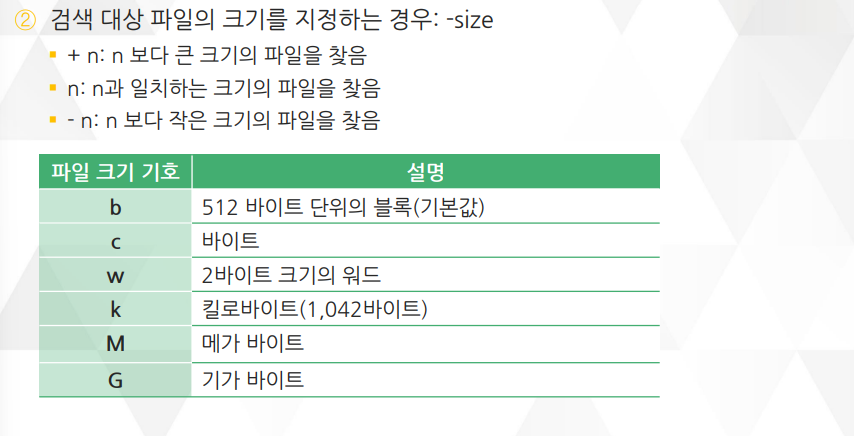 ② 검색 대상 파일의 크기를 지정하는 경우: -size
▪ + n: n 보다 큰 크기의 파일을 찾음
▪ n: n과 일치하는 크기의 파일을 찾음
▪ - n: n 보다 작은 크기의 파일을 찾음
파일 크기 기호 설명
b 512 바이트 단위의 블록(기본값)
c 바이트
w 2바이트 크기의 워드
k 킬로바이트(1,042바이트)
M 메가 바이트
G 기가 바이트